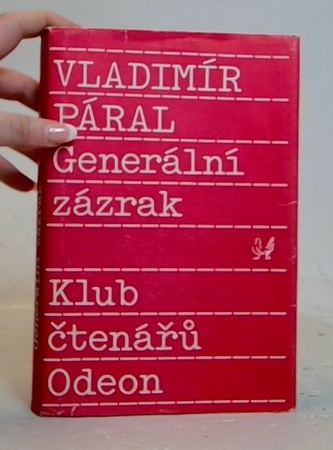 VLADIMÍR
PÁRAL
Generální
zázrak
Klub
čtenářů
Odeon